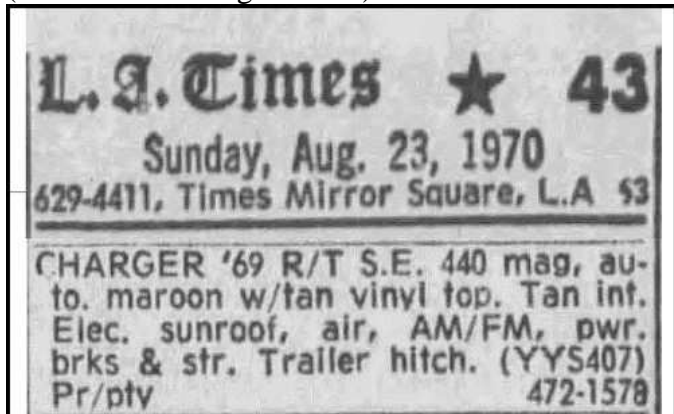 L.A. Times ★ 43
Sunday, Aug. 23, 1970
629-4411, Times Mirror Square, L.A 53
CHARGER '69 R/T S.E. 440 mag, au-
to. maroon w/tan vinyl top. Tan int.
Elec. sunroof, air, AM/FM, pwr.
brks & str. Trailer hitch. (YYS407)
Pr/pty 472-1578